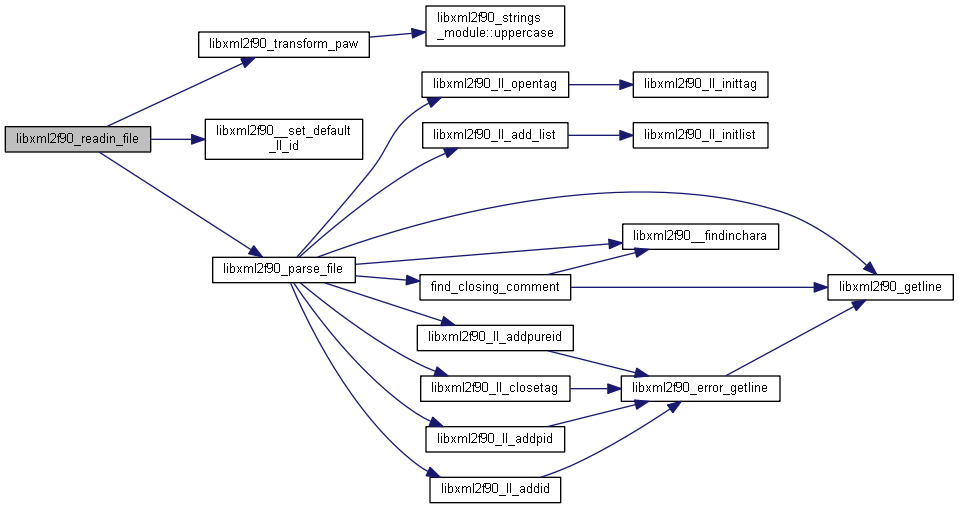 libxml2f90_strings
_module::uppercase
libxml2f90_transform_paw
libxml2f90_ll_opentag
libxml2f90_ll_inittag
libxml2f90_readin_file
libxml2f90__set_default
_ll_id
libxml2f90_ll_add_list
libxml2f90_ll_initlist
libxml2f90__findinchara
libxml2f90_parse_file
find_closing_comment
libxml2f90_getline
libxml2f90_ll_addpureid
libxml2f90_ll_closetag
libxml2f90_error_getline
libxml2f90_ll_addpid
libxml2f90_ll_addid